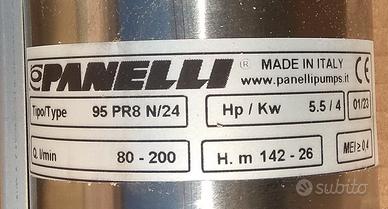 PANELLI ® MADE IN ITALY CE
www.panellipumps.it
Tipo/Type 95 PR8 N/24 Hp / Kw 5.5 / 4 01/23
Q. l/min 80 - 200 H. m 142 - 26 MEI ≥ 0,4
subito